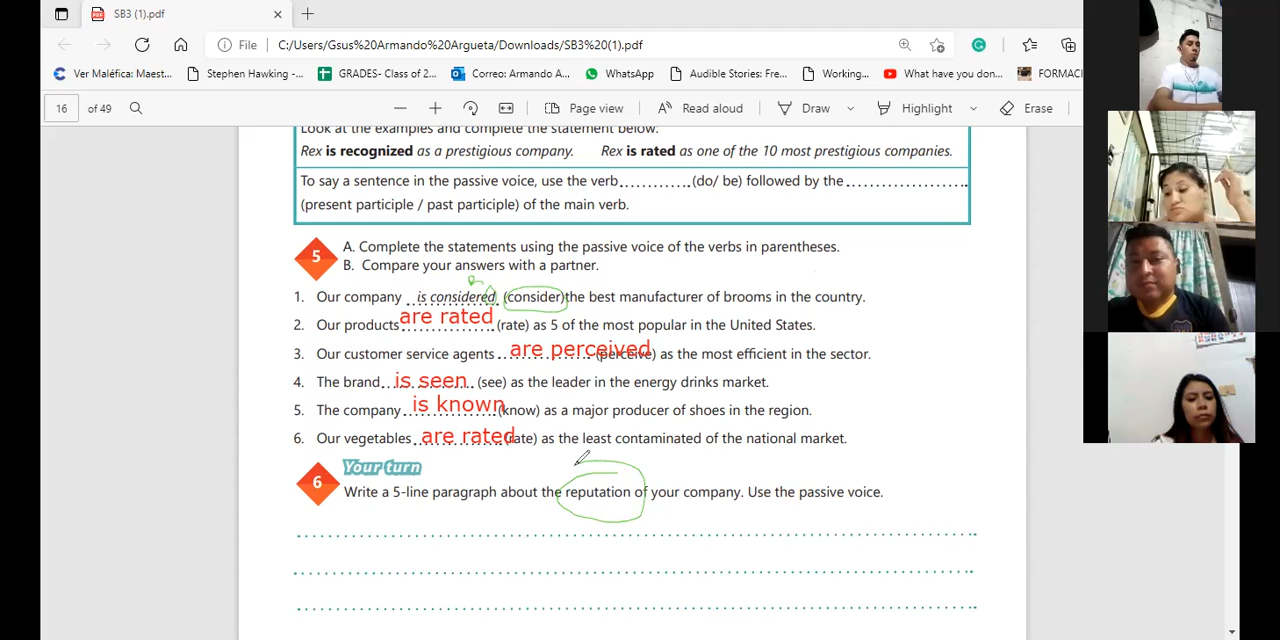 SB3 (1).pdf
File C:/Users/Gsus%20Armando%20Argueta/Downloads/SB3%20(1).pdf
Ver Maléfica: Maest... Stephen Hawking -... GRADES- Class of 2... Correo: Armando A... WhatsApp Audible Stories: Fre... Working... What have you don... FORMACI
16 of 49 Page view Read aloud Draw Highlight Erase
Look at the examples and complete the statement below:
Rex is recognized as a prestigious company. Rex is rated as one of the 10 most prestigious companies.
To say a sentence in the passive voice, use the verb............(do/ be) followed by the.....................
(present participle / past participle) of the main verb.
5 A. Complete the statements using the passive voice of the verbs in parentheses.
B. Compare your answers with a partner.
1. Our company ..is considered. (consider)the best manufacturer of brooms in the country.
2. Our products are rated (rate) as 5 of the most popular in the United States.
3. Our customer service agents are perceived (perceive) as the most efficient in the sector.
4. The brand is seen (see) as the leader in the energy drinks market.
5. The company is known (know) as a major producer of shoes in the region.
6. Our vegetables are rated (rate) as the least contaminated of the national market.
6 Your turn
Write a 5-line paragraph about the reputation of your company. Use the passive voice.